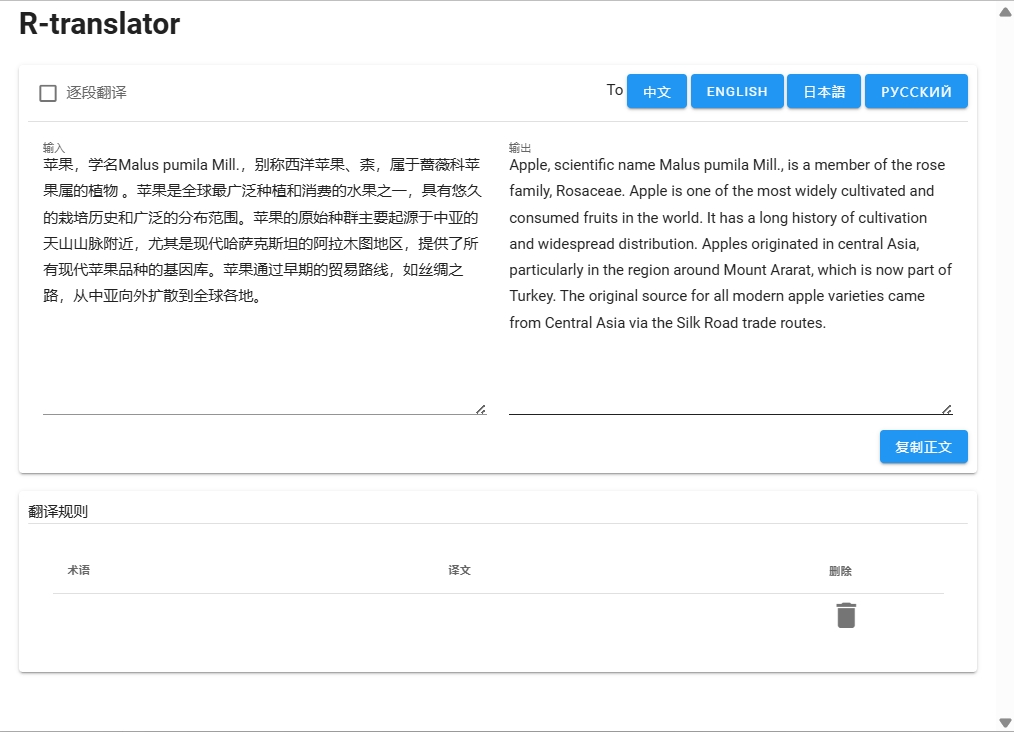 R-translator
逐段翻译
To 中文 ENGLISH 日本語 РУССКИЙ
输入
苹果，学名Malus pumila Mill.，别称西洋苹果、柰，属于蔷薇科苹
果属的植物 。苹果是全球最广泛种植和消费的水果之一，具有悠久
的栽培历史和广泛的分布范围。苹果的原始种群主要起源于中亚的
天山山脉附近，尤其是现代哈萨克斯坦的阿拉木图地区，提供了所
有现代苹果品种的基因库。苹果通过早期的贸易路线，如丝绸之
路，从中亚向外扩散到全球各地。
输出
Apple, scientific name Malus pumila Mill., is a member of the rose
family, Rosaceae. Apple is one of the most widely cultivated and
consumed fruits in the world. It has a long history of cultivation
and widespread distribution. Apples originated in central Asia,
particularly in the region around Mount Ararat, which is now part of
Turkey. The original source for all modern apple varieties came
from Central Asia via the Silk Road trade routes.
复制正文
翻译规则
术语 译文 删除